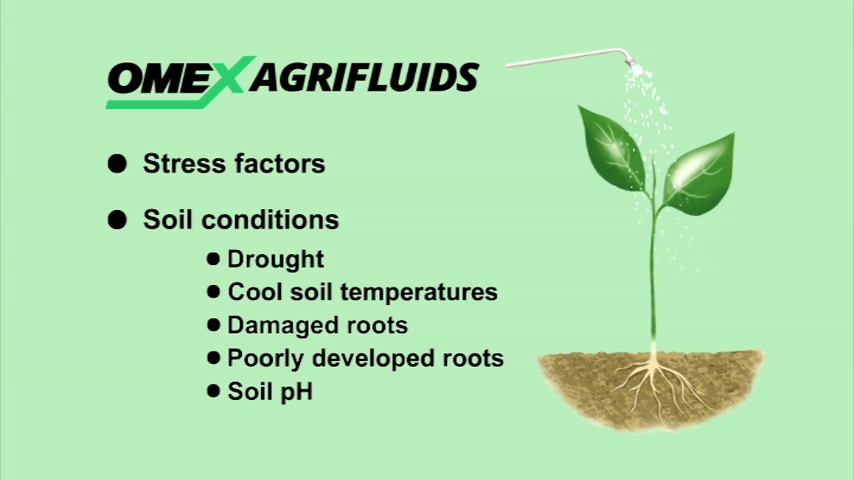 OMEX AGRIFLUIDS
● Stress factors
● Soil conditions
● Drought
● Cool soil temperatures
● Damaged roots
● Poorly developed roots
● Soil pH